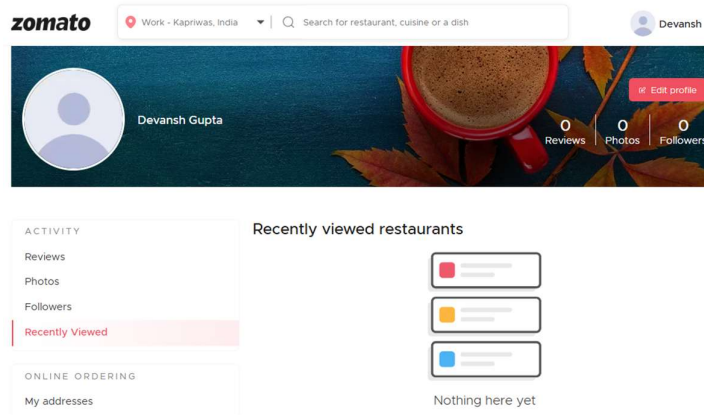 zomato
Work - Kapriwas, India
Search for restaurant, cuisine or a dish
Devansh
Devansh Gupta
Edit profile
0 0 0
Reviews Photos Followers
ACTIVITY
Reviews
Photos
Followers
Recently Viewed
Recently viewed restaurants
Nothing here yet
ONLINE ORDERING
My addresses